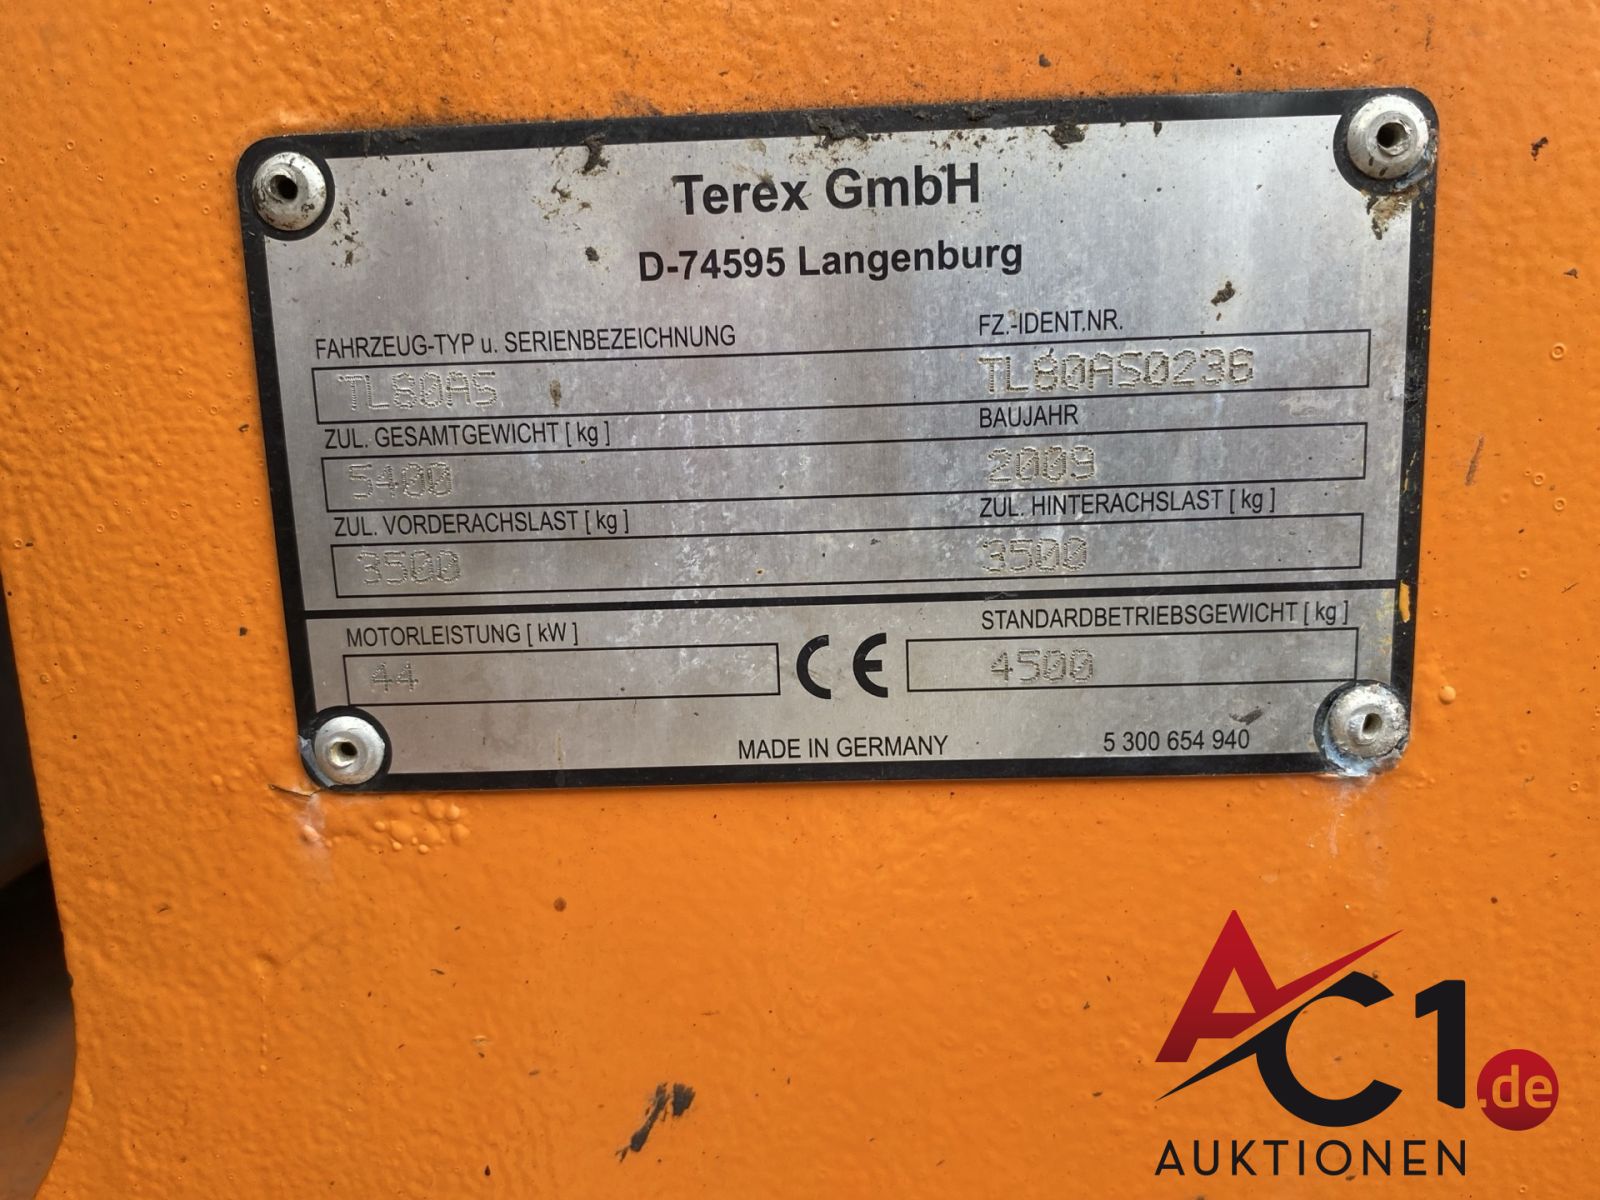 Terex GmbH
D-74595 Langenburg
FAHRZEUG-TYP u. SERIENBEZEICHNUNG FZ.-IDENT.NR.
TL80AS TL80AS0236
ZUL. GESAMTGEWICHT [ kg ] BAUJAHR
5400 2009
ZUL. VORDERACHSLAST [ kg ] ZUL. HINTERACHSLAST [ kg ]
3500 3500
MOTORLEISTUNG [ kW ] STANDARDBETRIEBSGEWICHT [ kg ]
44 CE 4500
MADE IN GERMANY 5 300 654 940
AC1.de
AUKTIONEN